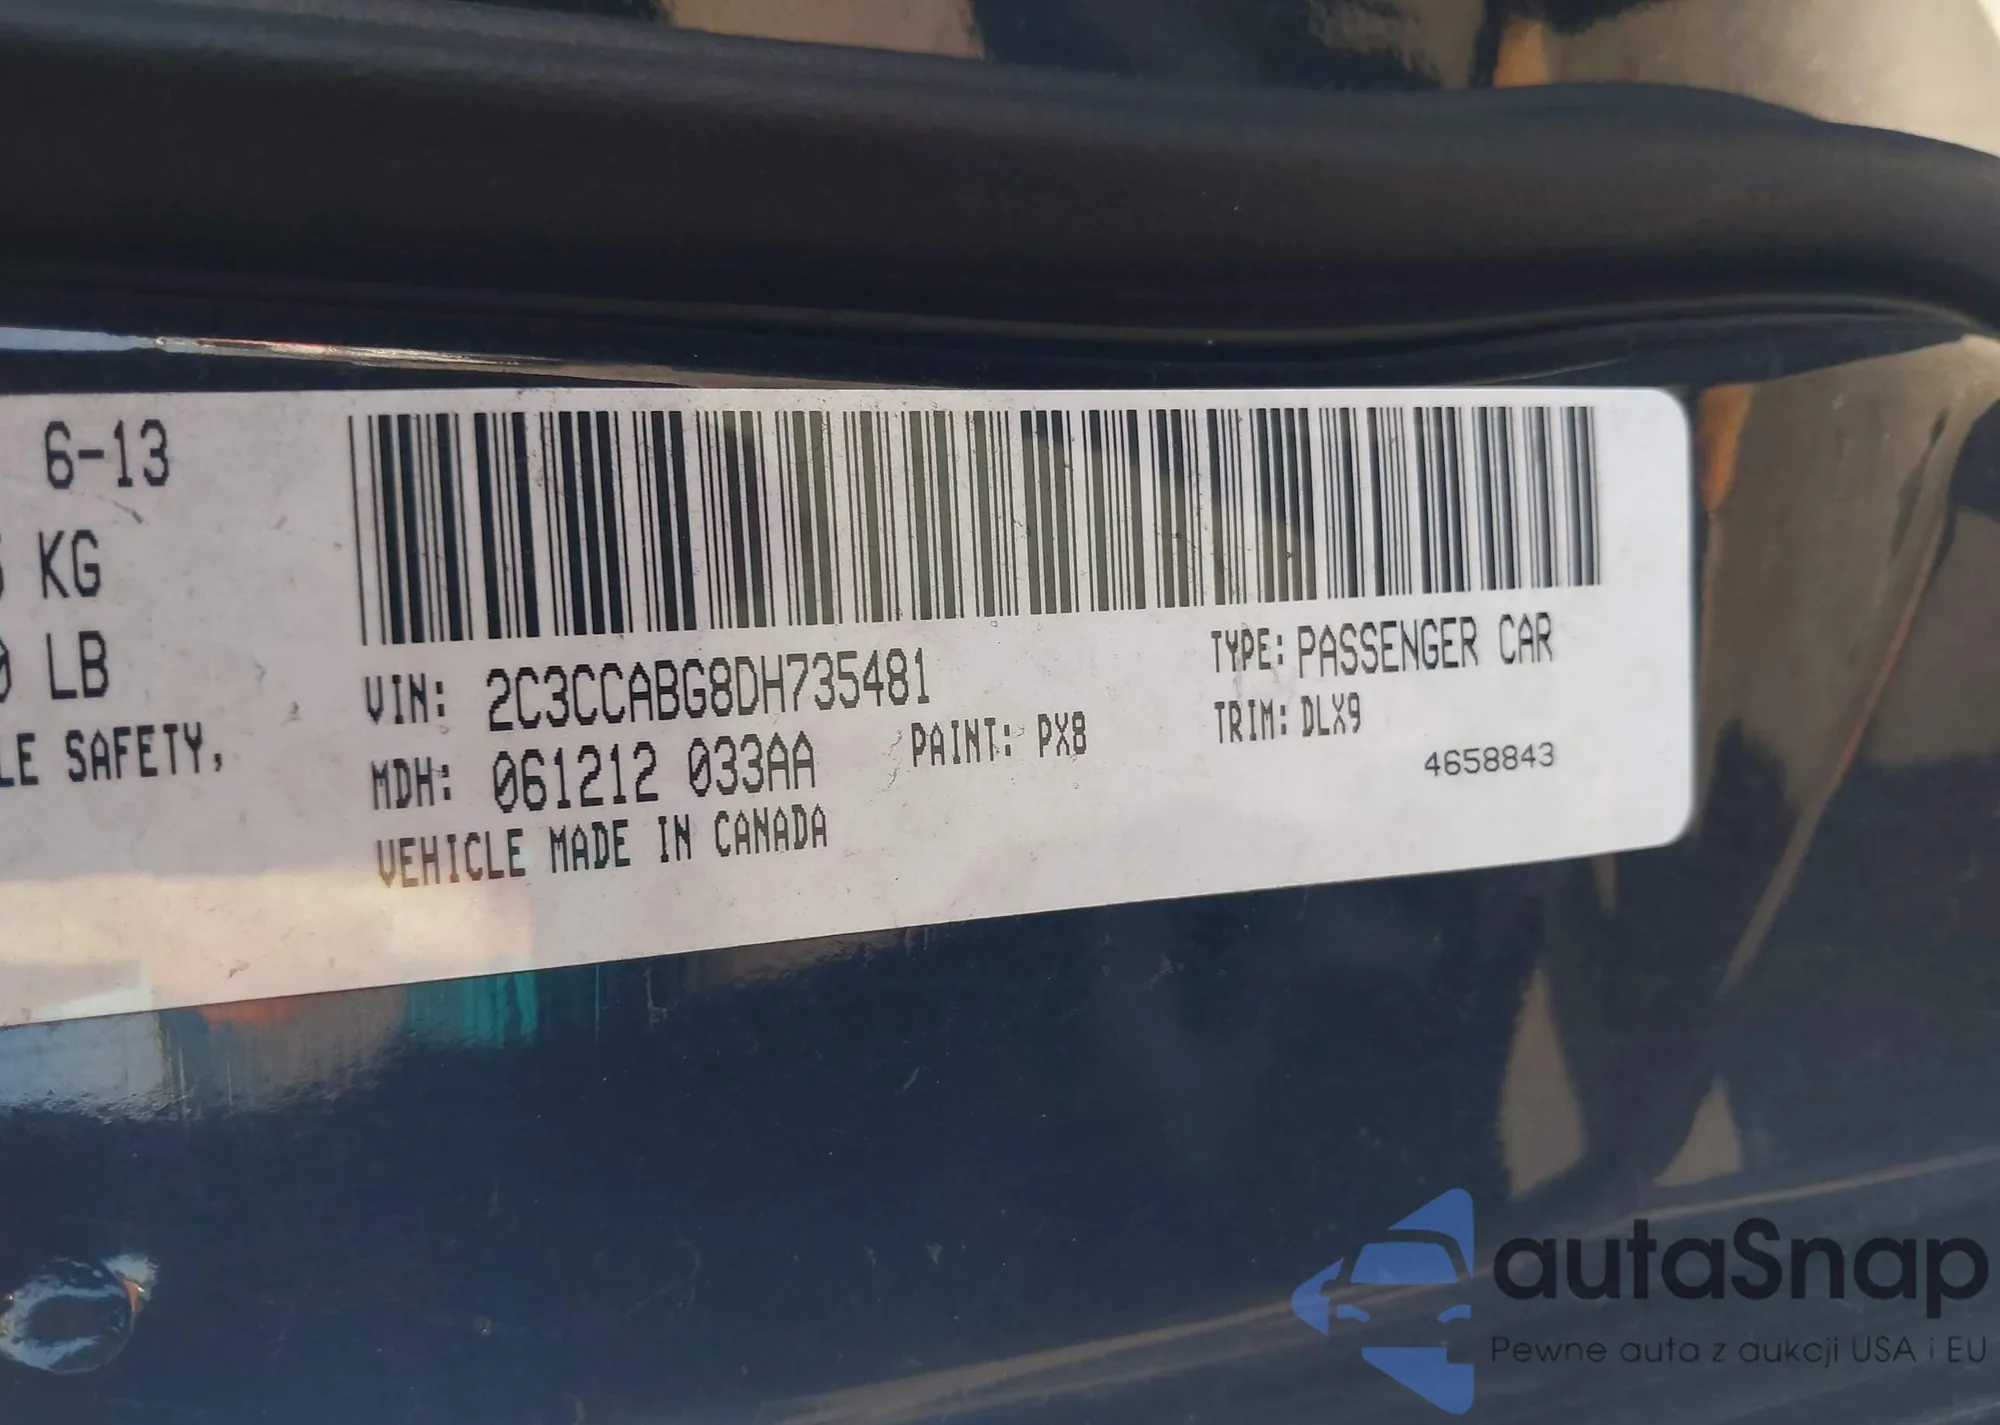 6-13
KG
LB
LE SAFETY,
VIN: 2C3CCABG8DH735481
TYPE: PASSENGER CAR
MDH: 061212 033AA
PAINT: PX8
TRIM: DLX9
4658843
VEHICLE MADE IN CANADA
autaSnap
Pewne auta z aukcji USA i EU